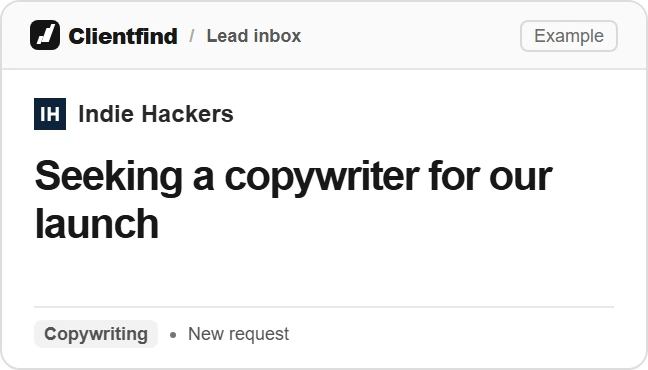 Clientfind / Lead inbox Example
IH Indie Hackers
Seeking a copywriter for our
launch
Copywriting • New request